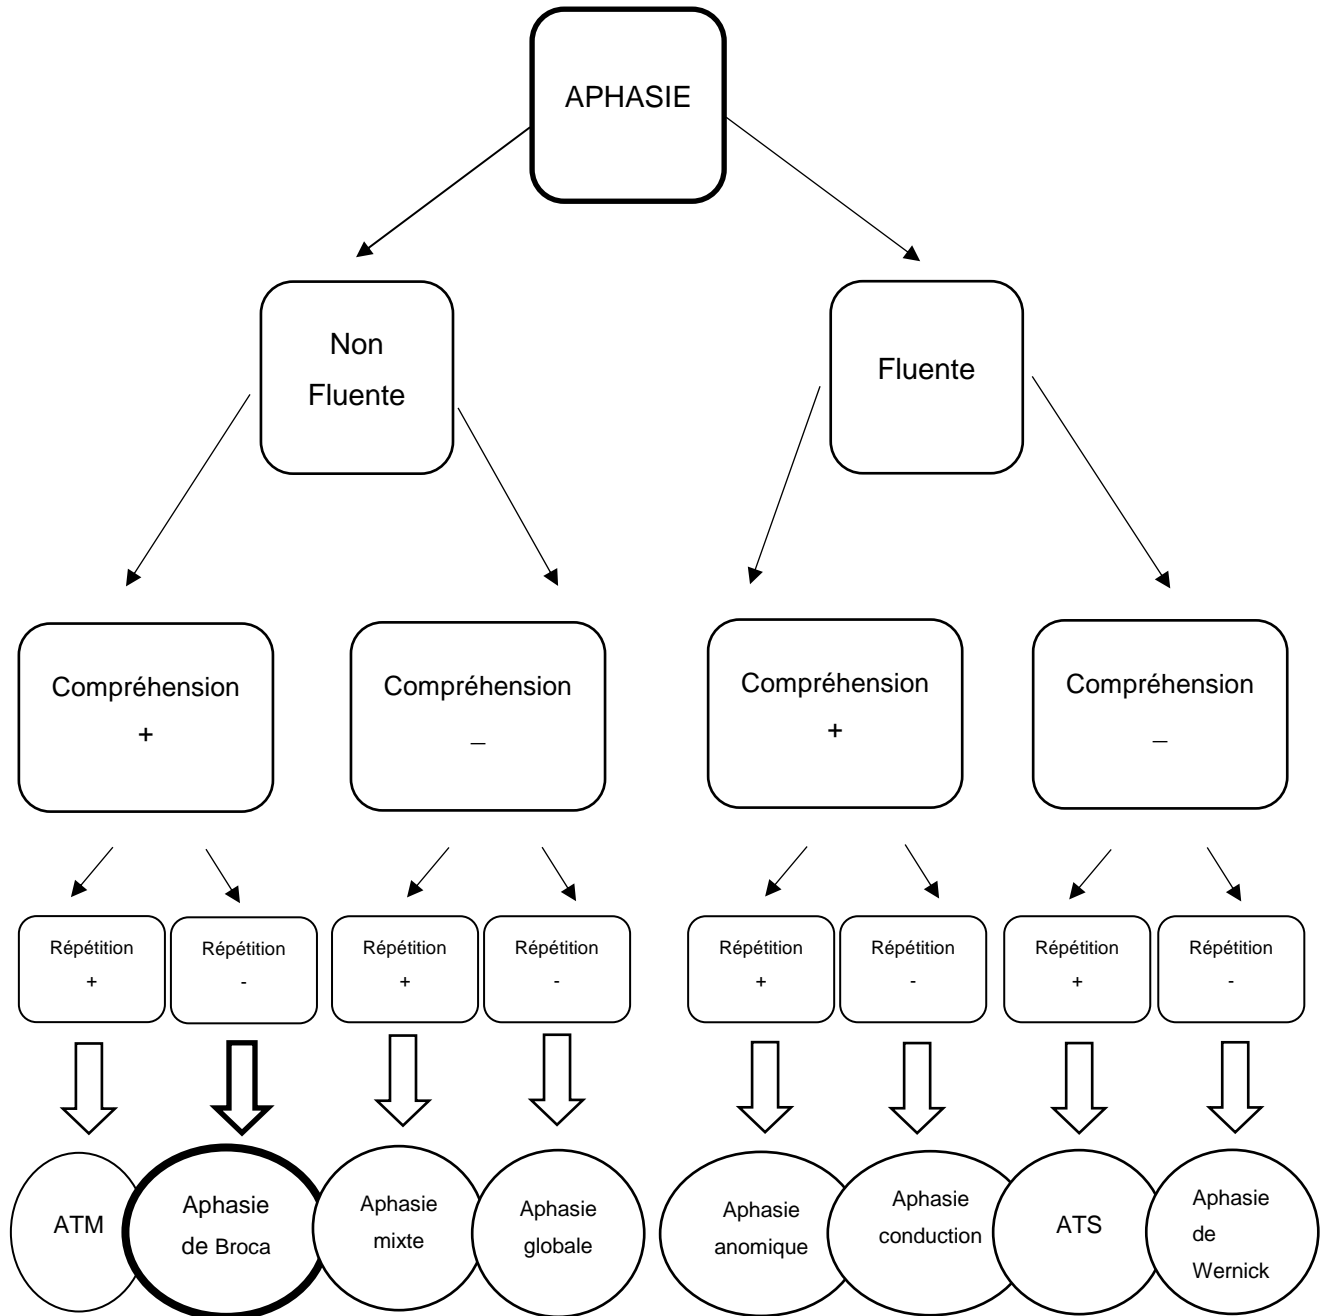 APHASIE
Non
Fluente
Fluente
Compréhension
+
Compréhension
_
Compréhension
+
Compréhension
_
Répétition
+
Répétition
-
Répétition
+
Répétition
-
Répétition
+
Répétition
-
Répétition
+
Répétition
-
ATM
Aphasie
de Broca
Aphasie
mixte
Aphasie
globale
Aphasie
anomique
Aphasie
conduction
ATS
Aphasie
de
Wernick